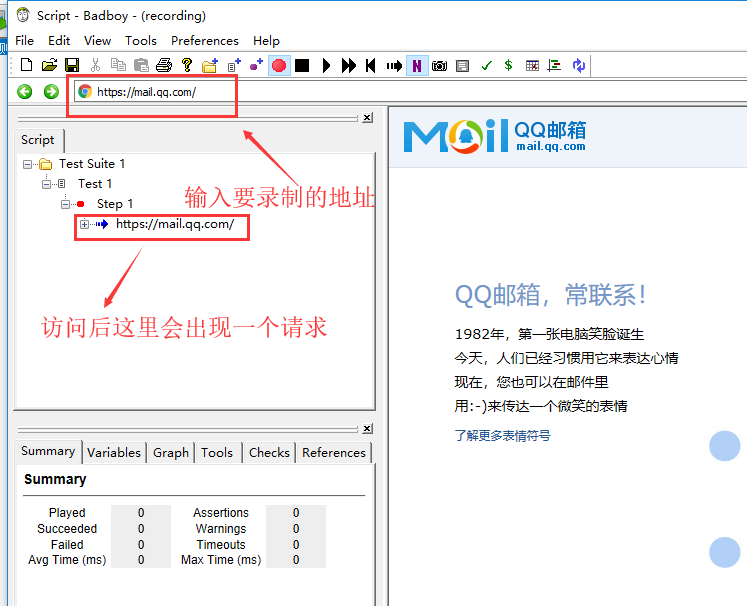 Script - Badboy - (recording)
File Edit View Tools Preferences Help
N $
https://mail.qq.com/
Script
Test Suite 1
Test 1
输入要录制的地址
Step 1
https://mail.qq.com/
访问后这里会出现一个请求
Summary Variables Graph Tools Checks References
Summary
Played 0 Assertions 0
Succeeded 0 Warnings 0
Failed 0 Timeouts 0
Avg Time (ms) 0 Max Time (ms) 0
Mail QQ邮箱
mail.qq.com
QQ邮箱，常联系！
1982年，第一张电脑笑脸诞生
今天，人们已经习惯用它来表达心情
现在，您也可以在邮件里
用:-)来传达一个微笑的表情
了解更多表情符号